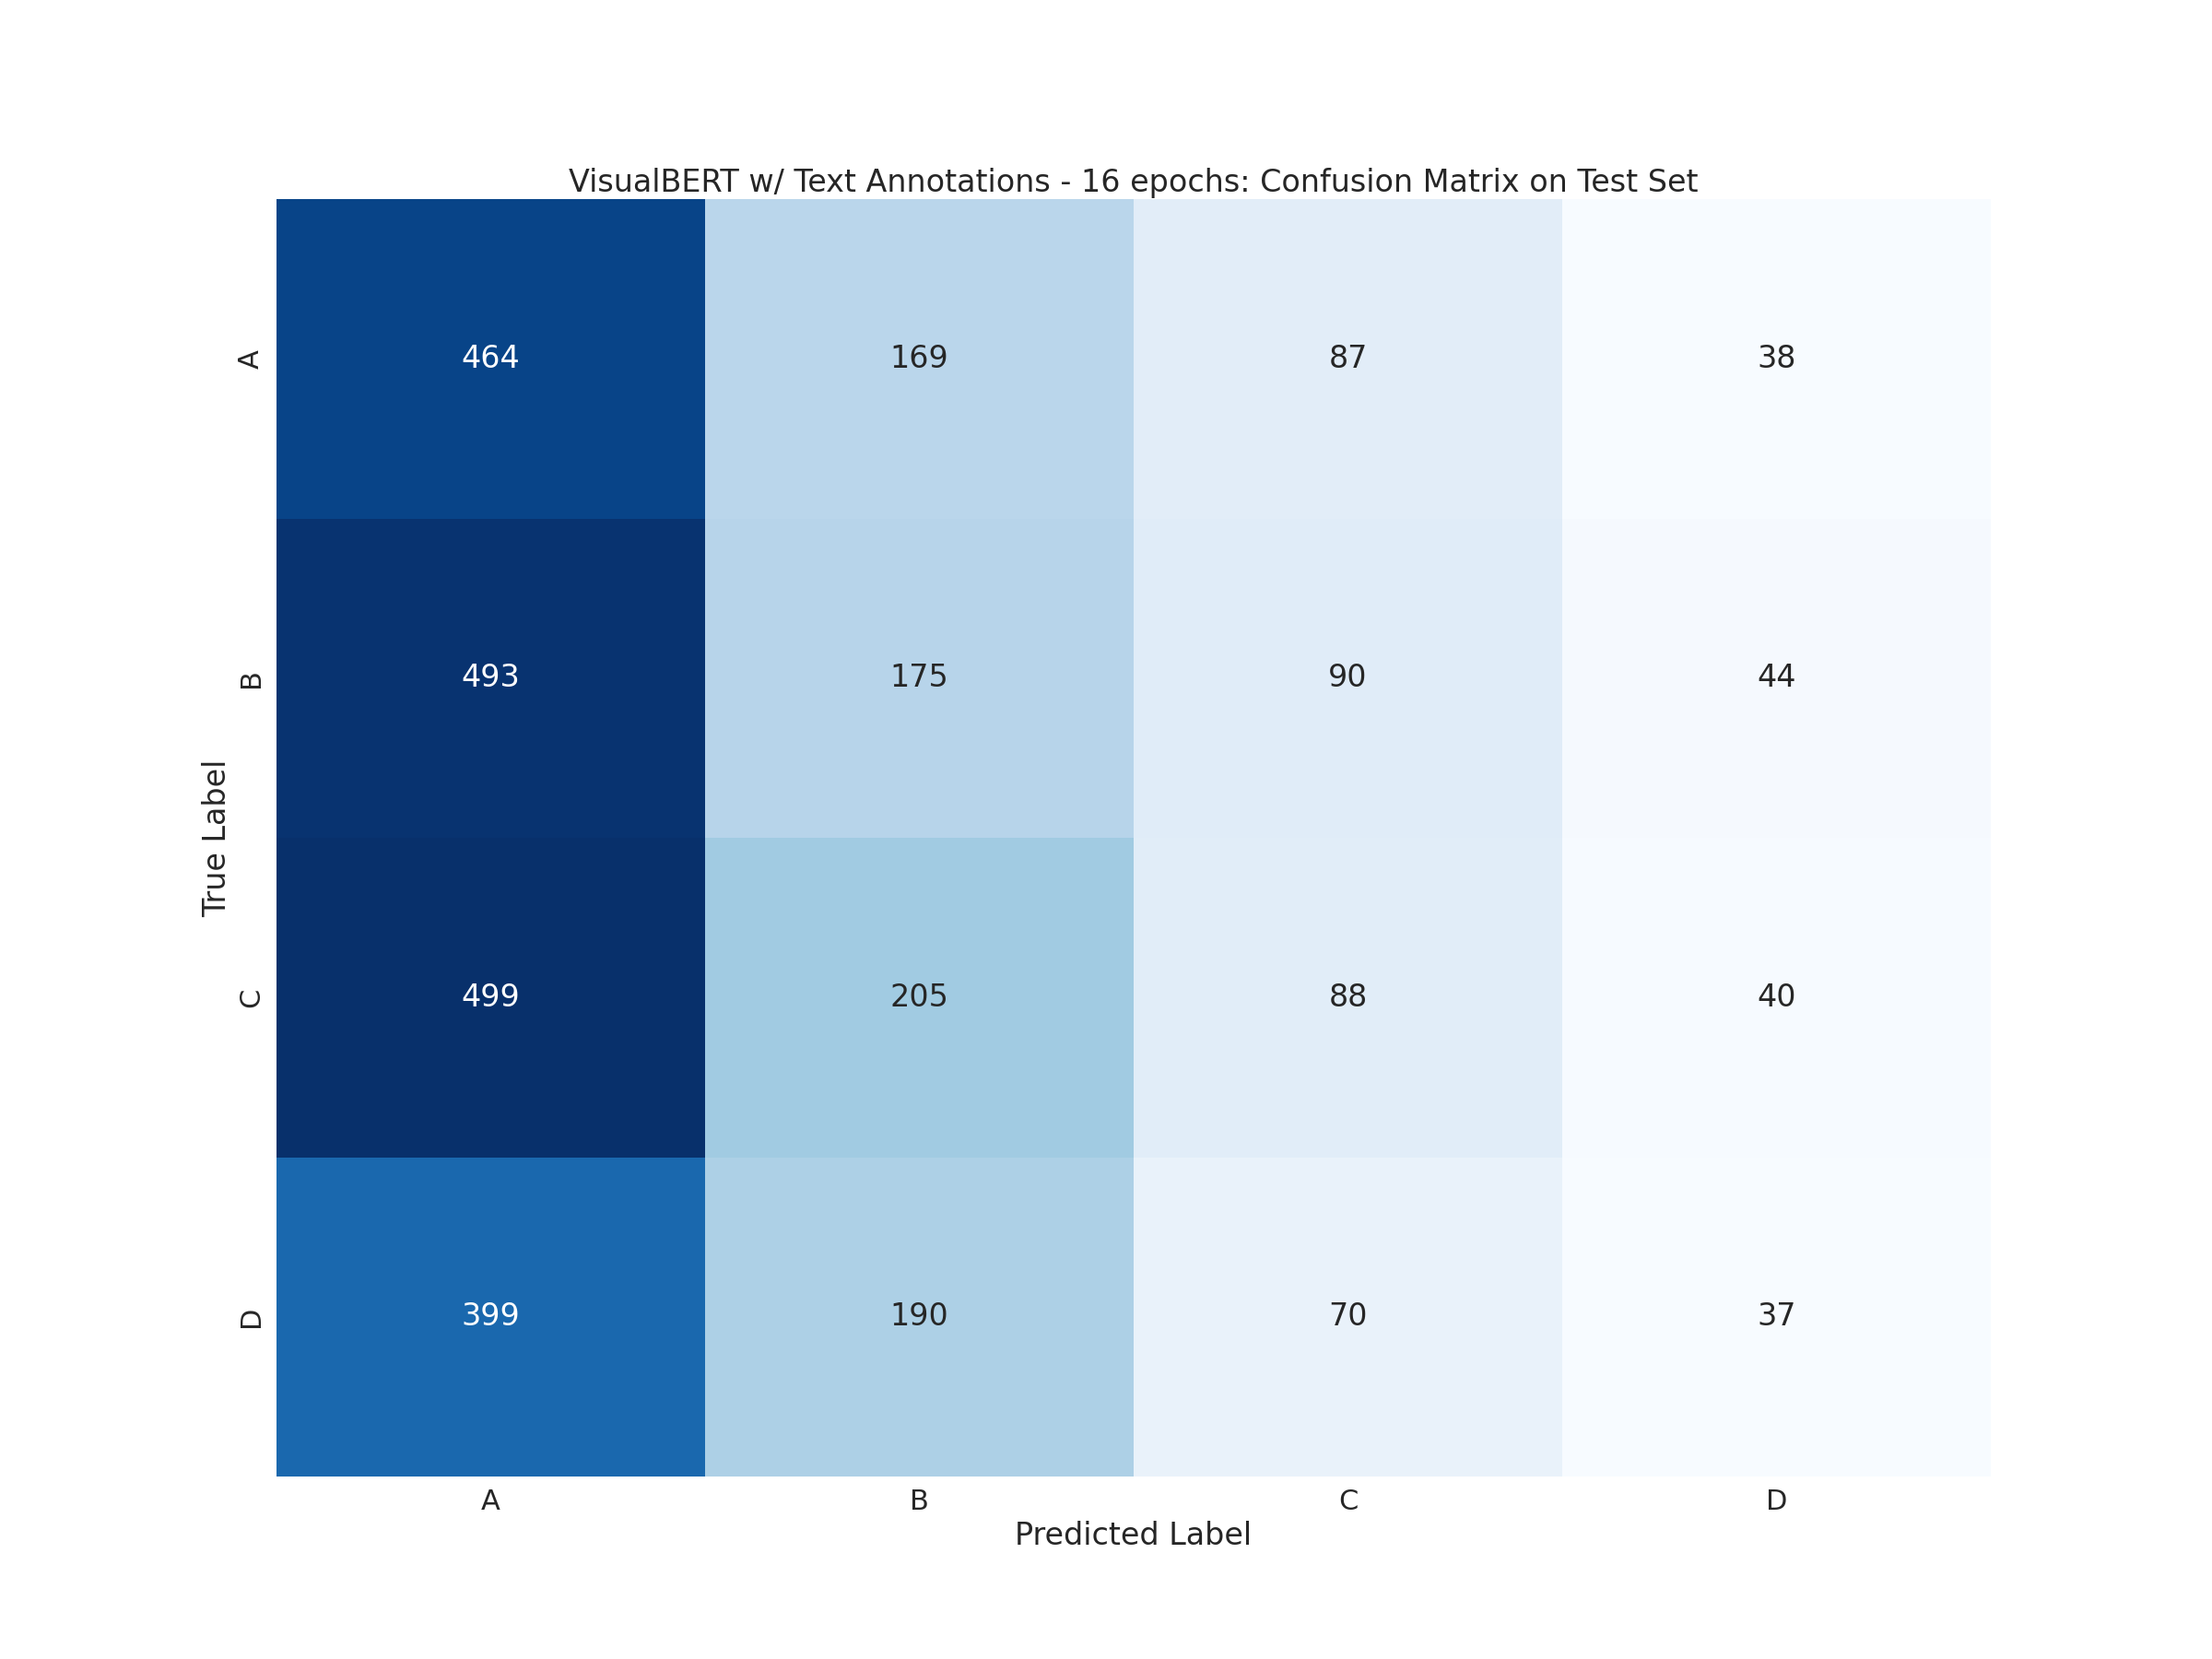 VisualBERT w/ Text Annotations - 16 epochs: Confusion Matrix on Test Set
True Label
A 464 169 87 38
B 493 175 90 44
C 499 205 88 40
D 399 190 70 37
A B C D
Predicted Label